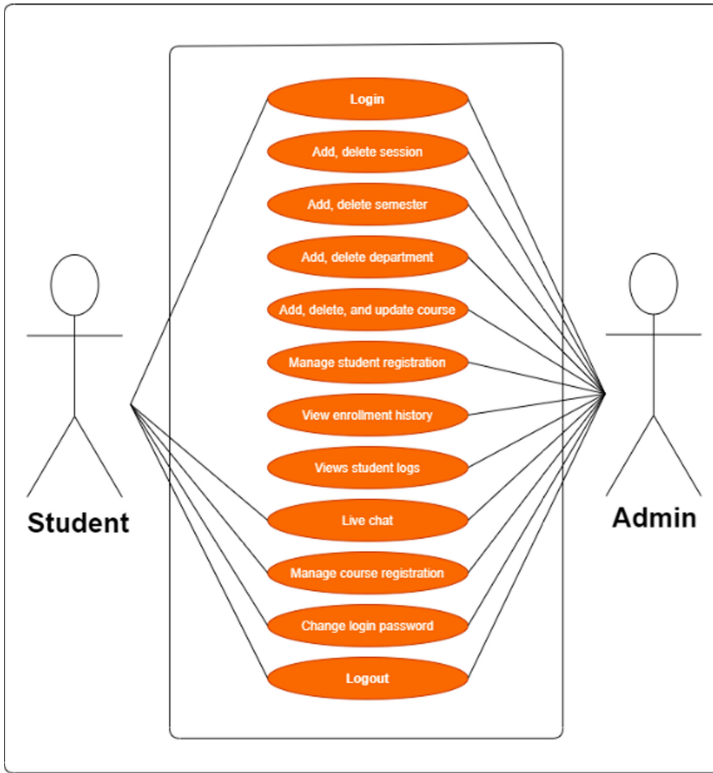 Login
Add, delete session
Add, delete semester
Add, delete department
Add, delete, and update course
Manage student registration
View enrollment history
Views student logs
Live chat
Manage course registration
Change login password
Logout
Student
Admin